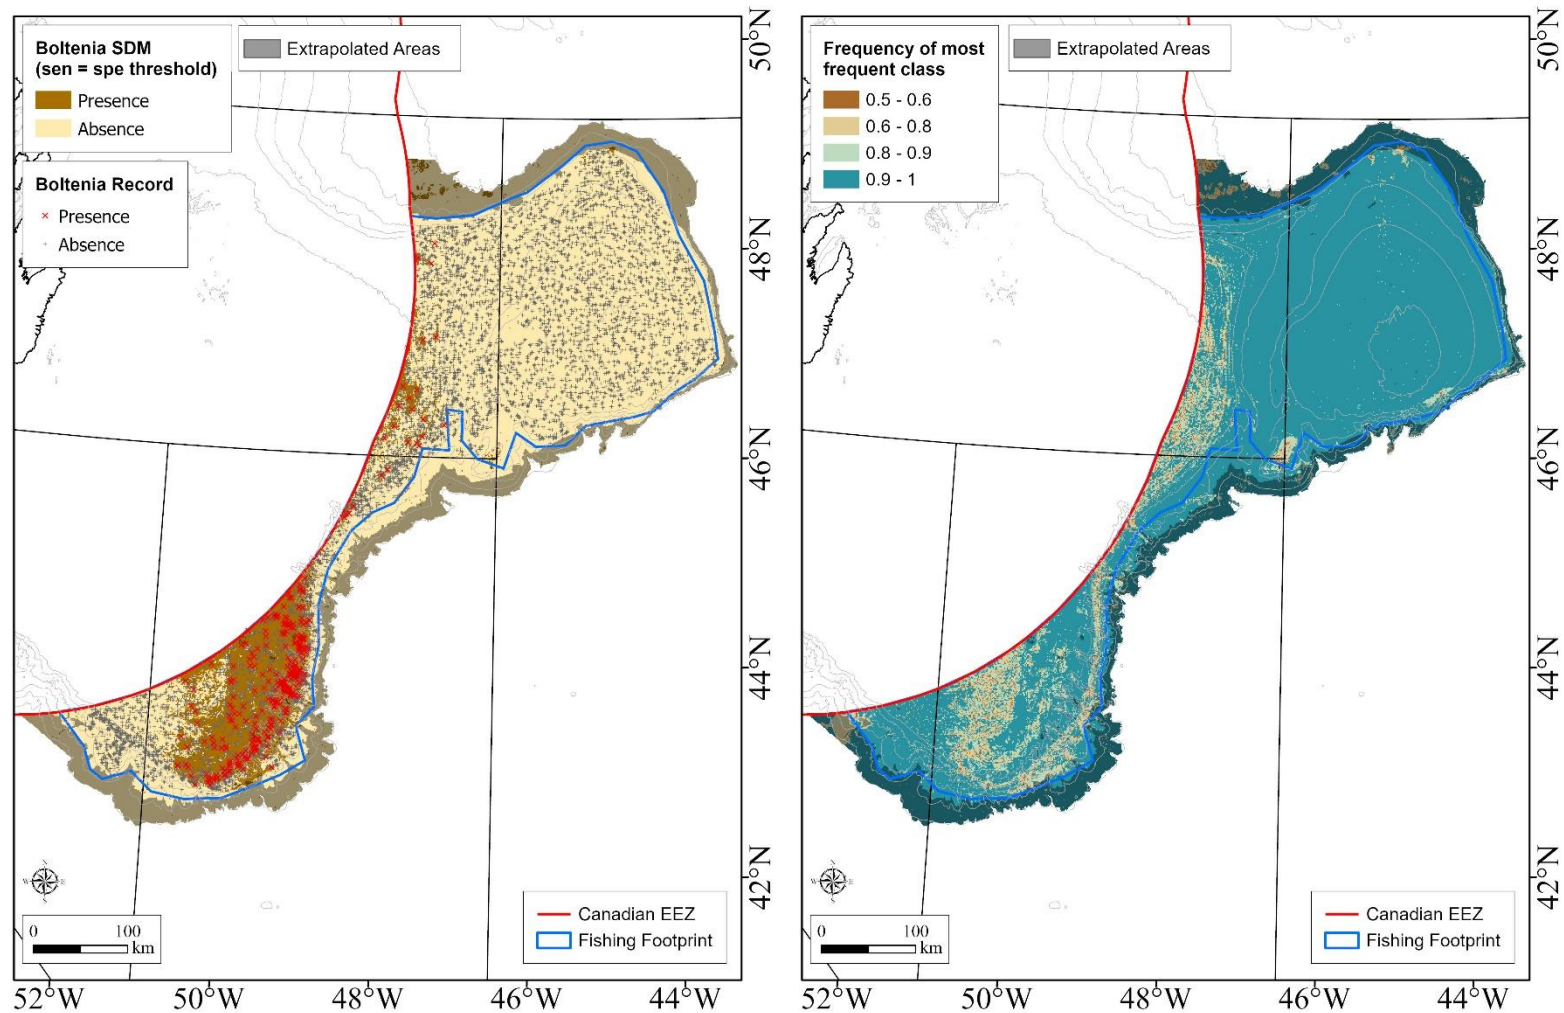 Boltenia SDM
(sen = spe threshold)
Presence
Absence
Extrapolated Areas
Boltenia Record
Presence
Absence
N
W E
S
0 100
km
Canadian EEZ
Fishing Footprint
52°W 50°W 48°W 46°W 44°W
50°N
48°N
46°N
44°N
42°N
Frequency of most
frequent class
0.5 - 0.6
0.6 - 0.8
0.8 - 0.9
0.9 - 1
Extrapolated Areas
N
W E
S
0 100
km
Canadian EEZ
Fishing Footprint
52°W 50°W 48°W 46°W 44°W
50°N
48°N
46°N
44°N
42°N